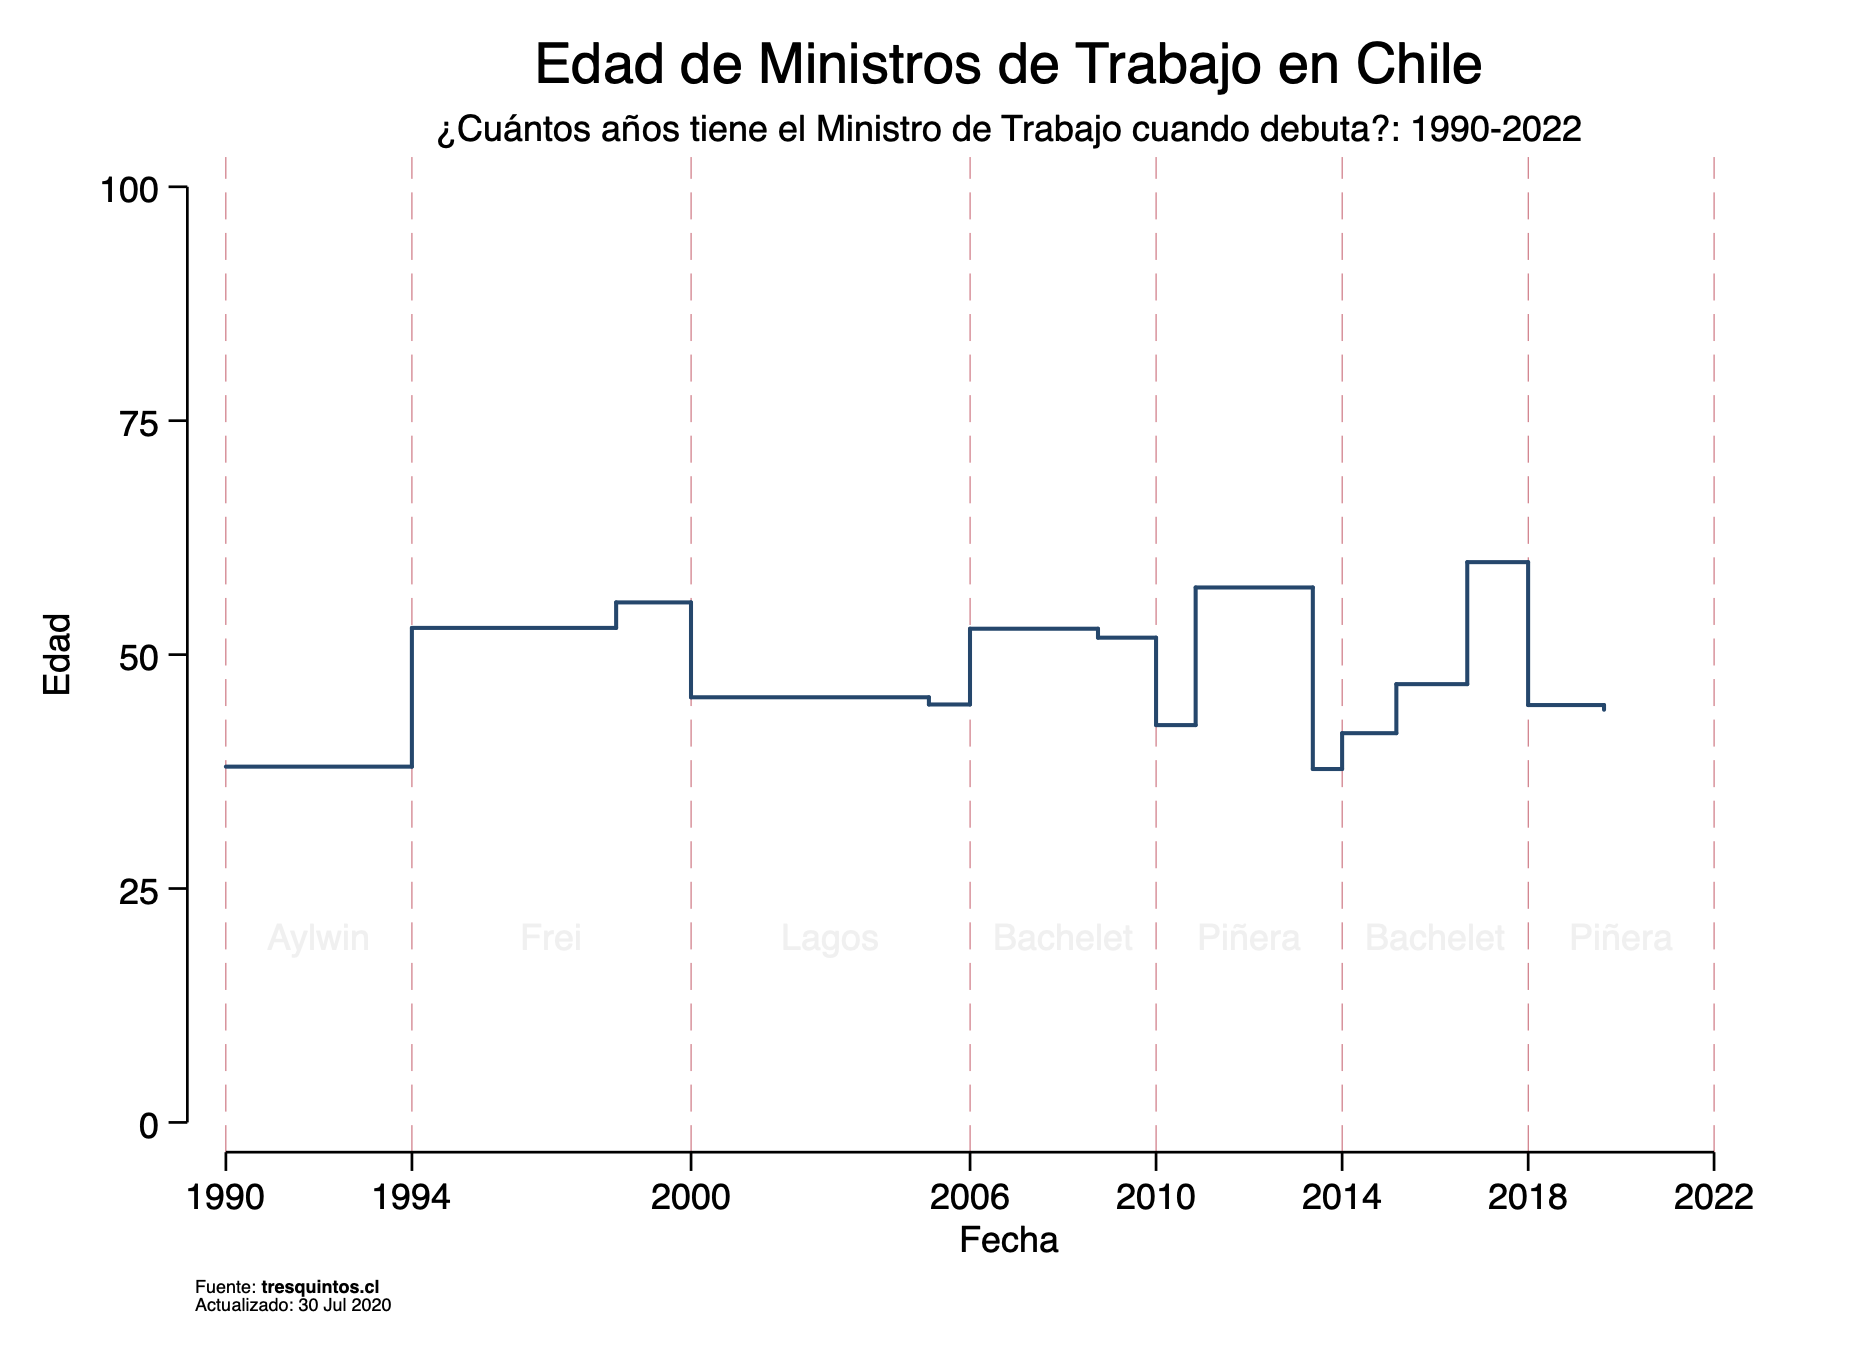 Edad de Ministros de Trabajo en Chile
¿Cuántos años tiene el Ministro de Trabajo cuando debuta?: 1990-2022
100
75
50
25
0
Edad
Aylwin Frei Lagos Bachelet Piñera Bachelet Piñera
1990 1994 2000 2006 2010 2014 2018 2022
Fecha
Fuente: tresquintos.cl
Actualizado: 30 Jul 2020